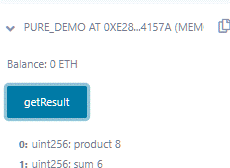 PURE_DEMO AT 0XE28...4157A (MEM
Balance: 0 ETH
getResult
0: uint256: product 8
1: uint256: sum 6